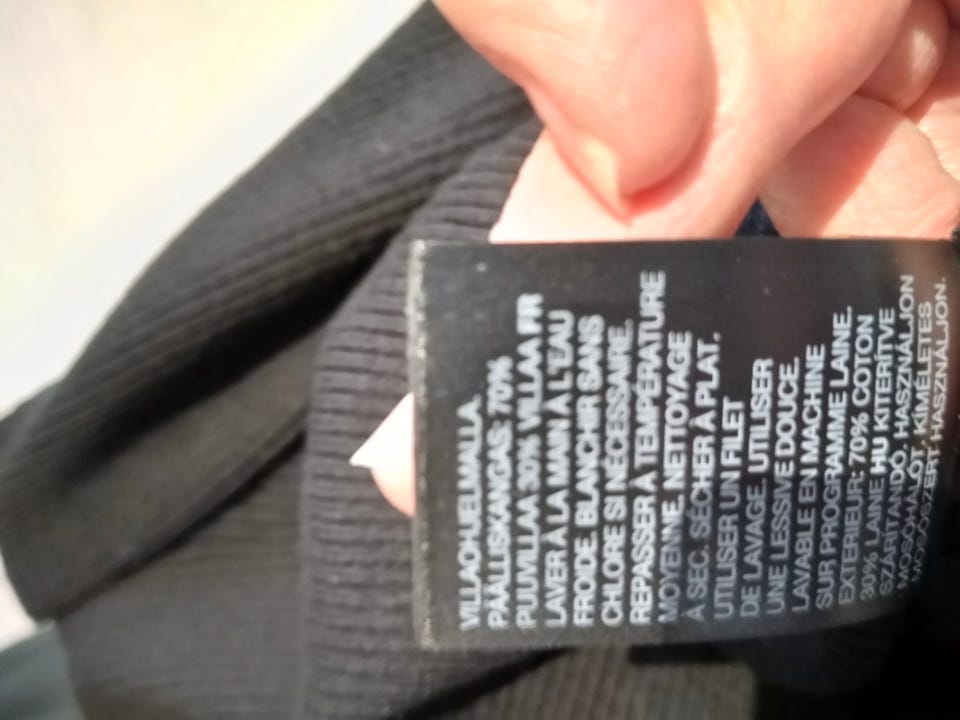 VILLAOHJELMALLA.
PÄÄLLISKANGAS: 70%
PUUVILLAA 30% VILLAA FR
LAVER À LA MAIN À L'EAU
FROIDE. BLANCHIR SANS
CHLORE SI NÉCESSAIRE.
REPASSER À TEMPÉRATURE
MOYENNE. NETTOYAGE
À SEC. SÉCHER À PLAT.
UTILISER UN FILET
DE LAVAGE. UTILISER
UNE LESSIVE DOUCE.
LAVABLE EN MACHINE
SUR PROGRAMME LAINE.
EXTERIEUR: 70% COTON
30% LAINE HU KITERÍTVE
SZÁRÍTANDÓ. HASZNÁLJON
MOSÓHÁLÓT. KÍMÉLETES
MOSÓSZERT HASZNÁLJON.